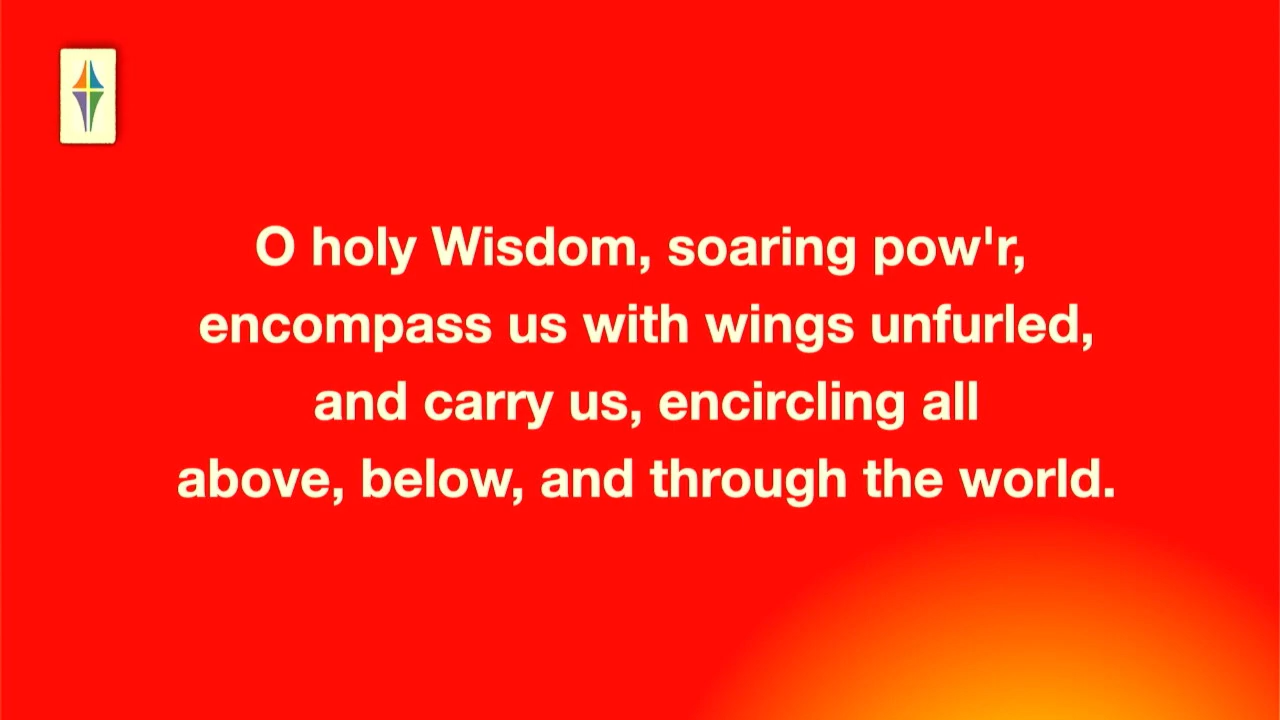 O holy Wisdom, soaring pow'r,
encompass us with wings unfurled,
and carry us, encircling all
above, below, and through the world.